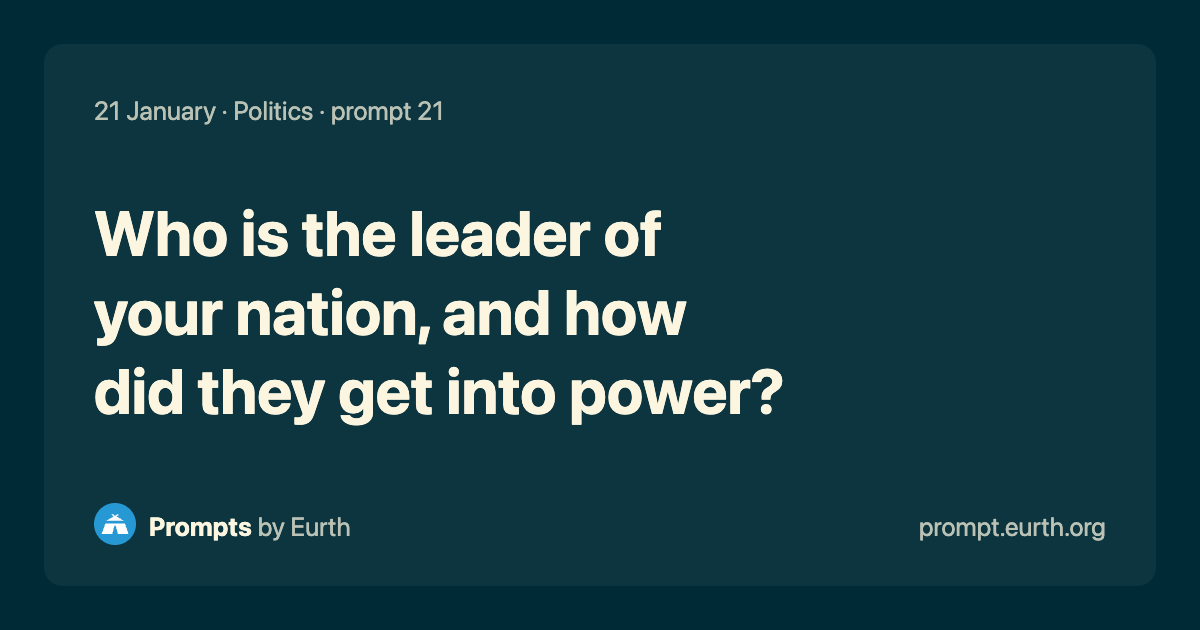 21 January · Politics · prompt 21
Who is the leader of
your nation, and how
did they get into power?
Prompts by Eurth
prompt.eurth.org